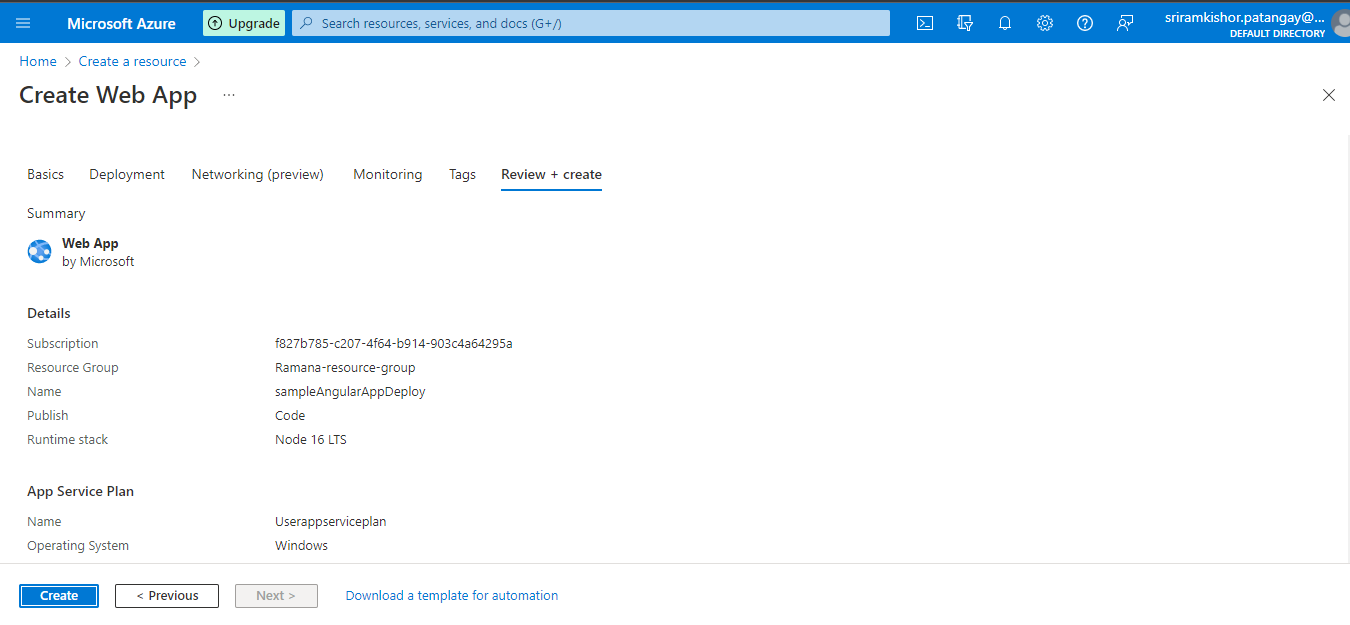 Microsoft Azure Upgrade Search resources, services, and docs (G+/) sriramkishor.patangay@...
DEFAULT DIRECTORY
Home > Create a resource >
Create Web App ...
Basics Deployment Networking (preview) Monitoring Tags Review + create
Summary
Web App
by Microsoft
Details
Subscription f827b785-c207-4f64-b914-903c4a64295a
Resource Group Ramana-resource-group
Name sampleAngularAppDeploy
Publish Code
Runtime stack Node 16 LTS
App Service Plan
Name Userappserviceplan
Operating System Windows
Create < Previous Next > Download a template for automation